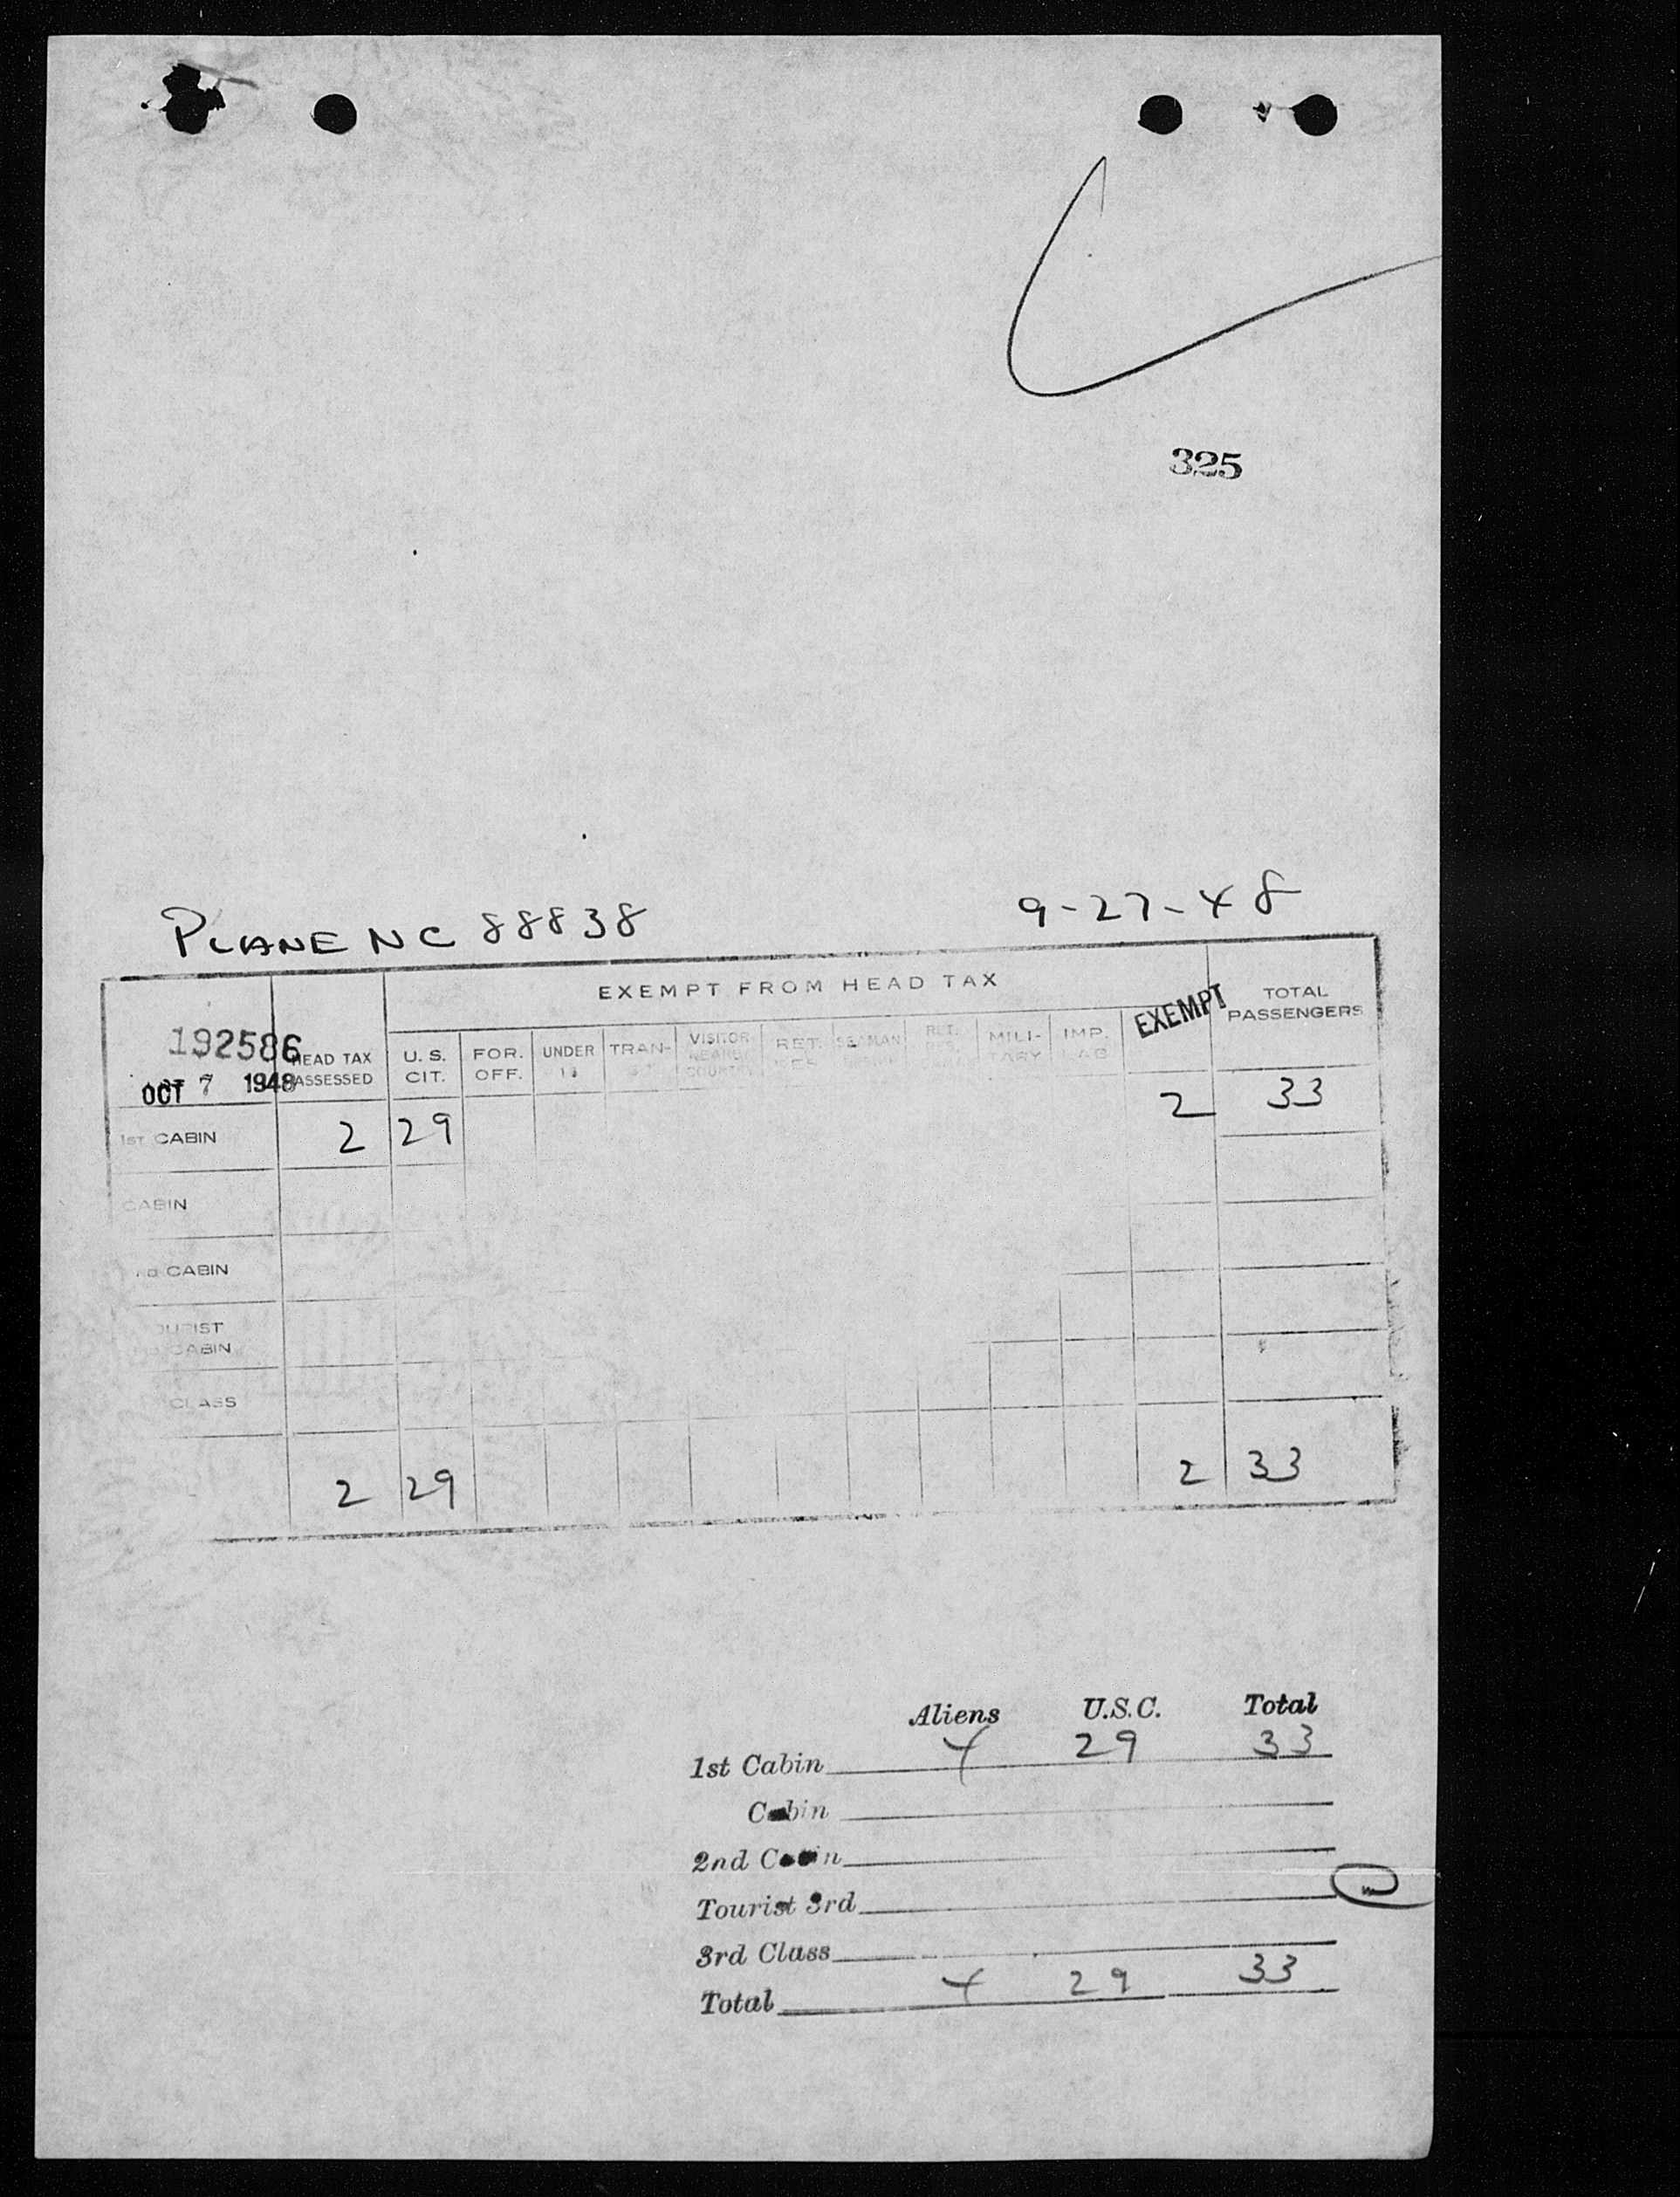 325
PLANE NC 88838 9-27-48
EXEMPT FROM HEAD TAX
192586 OCT 7 1948 HEAD TAX ASSESSED U. S. CIT. FOR. OFF. UNDER TRAN- VISITOR RET. SEAMAN RET. MILI-TARY IMP. EXEMPT TOTAL PASSENGERS
1ST CABIN 2 29 2 33
CABIN
CABIN
CABIN
CLASS
2 29 2 33
Aliens U.S.C. Total
1st Cabin 4 29 33
Cabin
2nd Cabin
Tourist 3rd
3rd Class
Total 4 29 33